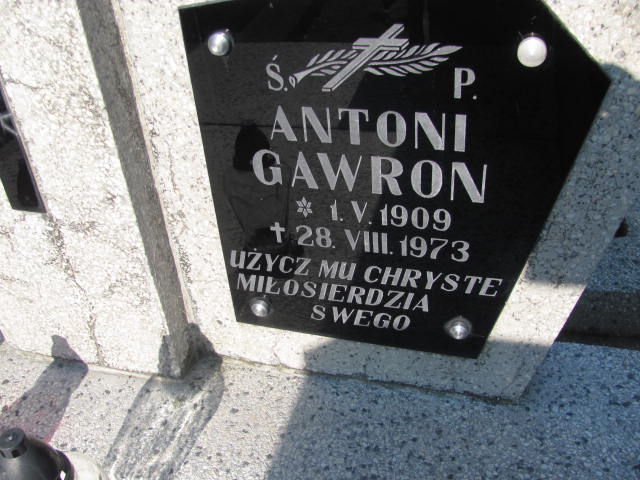 Ś. P.
ANTONI
GAWRON
* 1. V. 1909
✝ 28. VIII. 1973
UŻYCZ MU CHRYSTE
MIŁOSIERDZIA
SWEGO